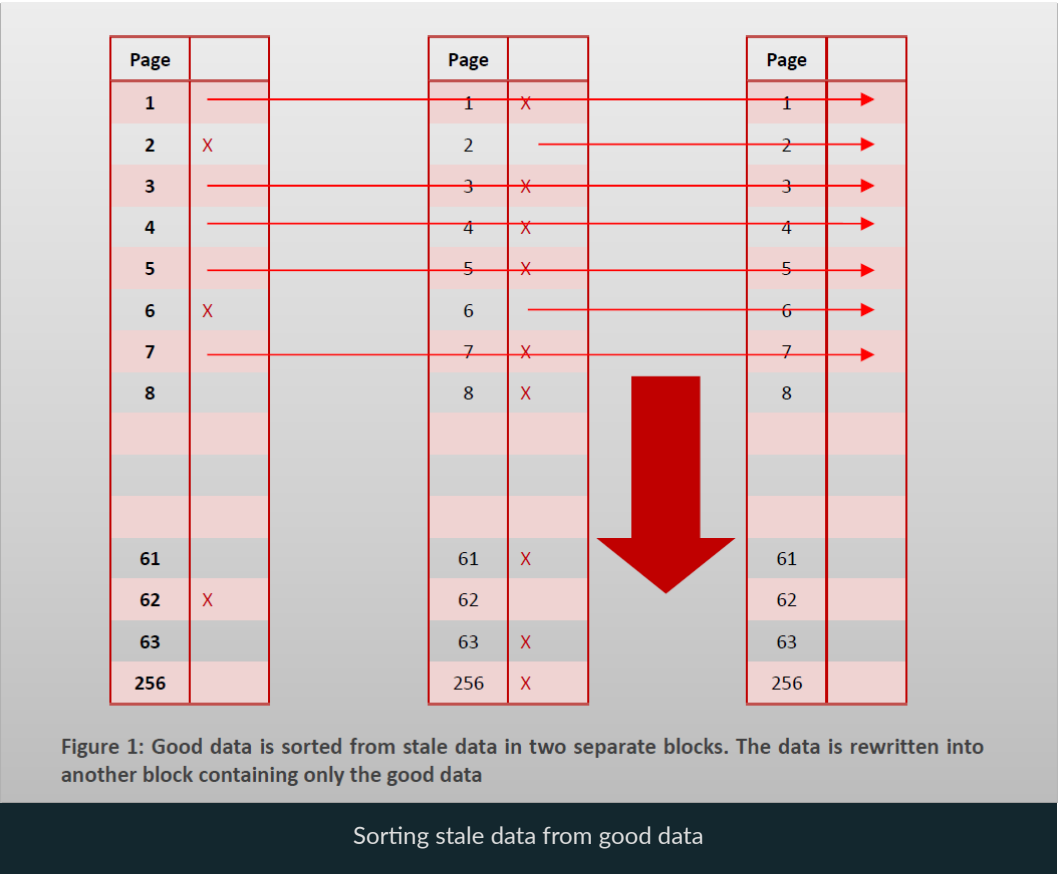 Page Page Page
1 1 X 1
2 X 2 2
3 3 X 3
4 4 X 4
5 5 X 5
6 X 6 6
7 7 X 7
8 8 X 8
61 61 X 61
62 X 62 62
63 63 X 63
256 256 X 256
Figure 1: Good data is sorted from stale data in two separate blocks. The data is rewritten into
another block containing only the good data
Sorting stale data from good data